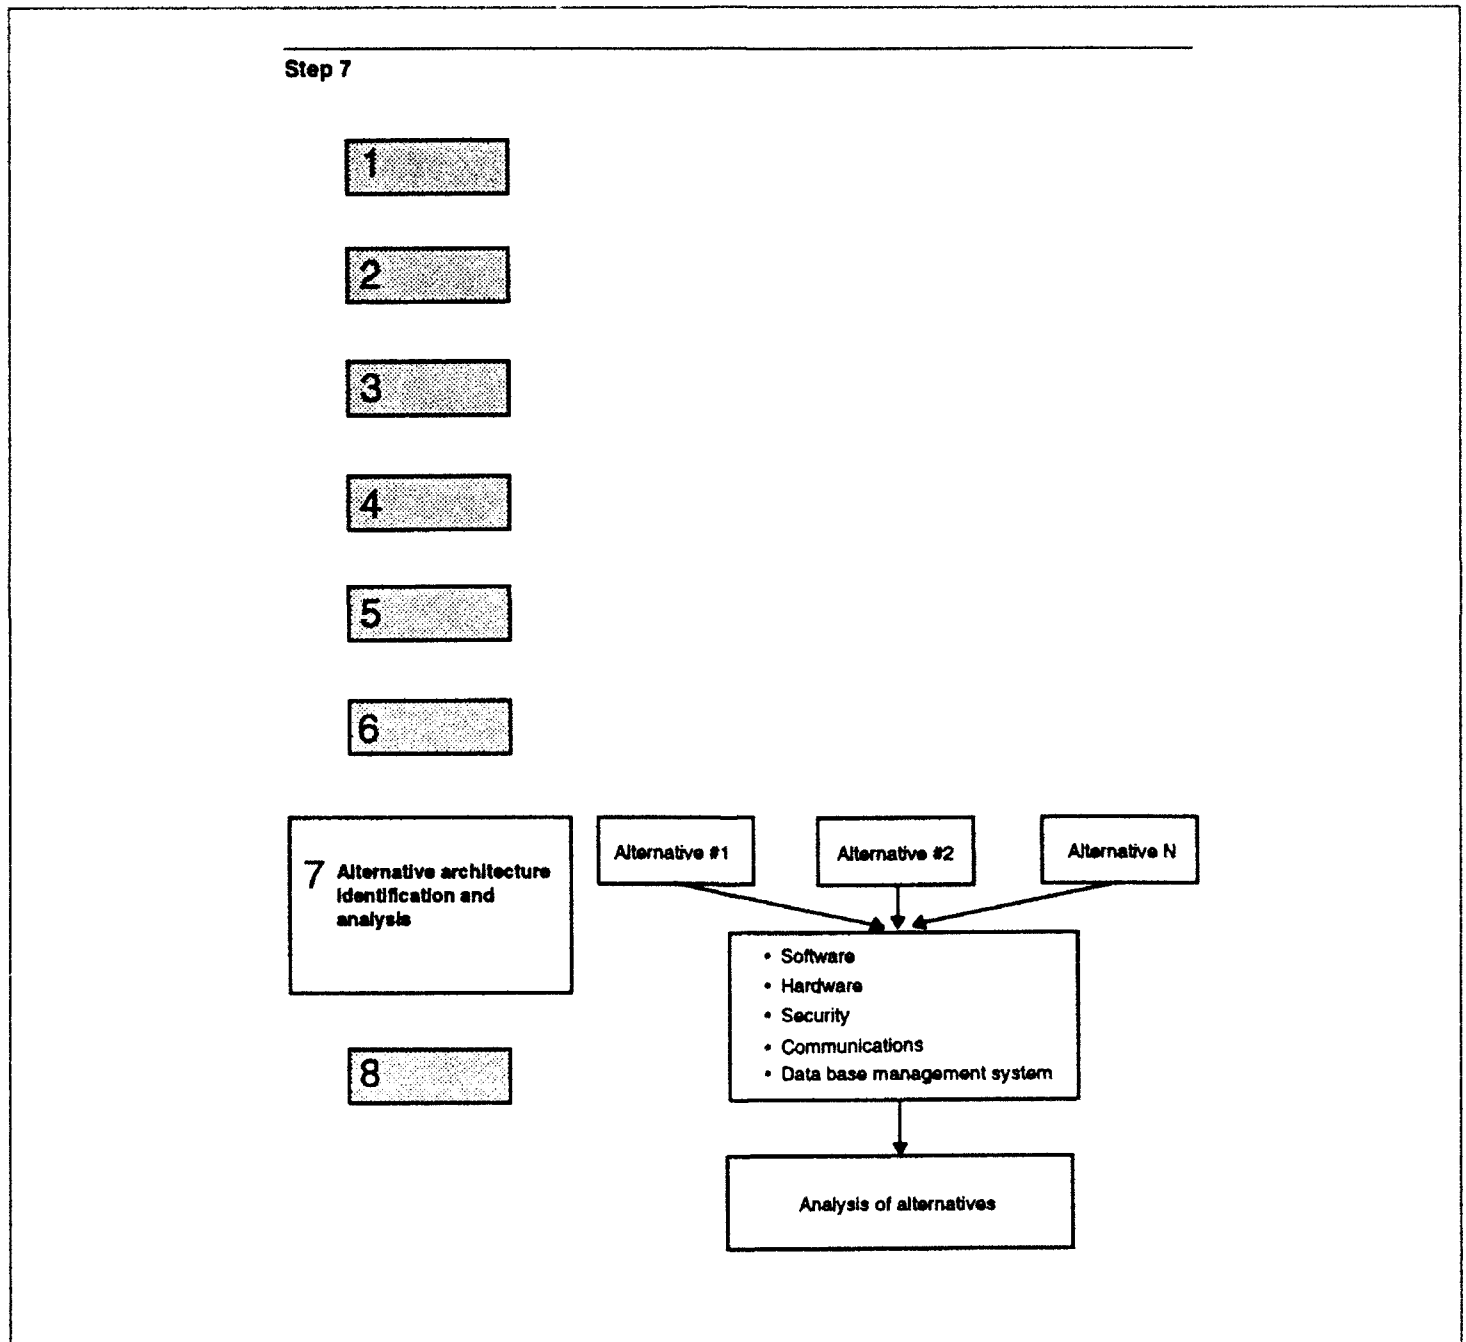 Step 7
1
2
3
4
5
6
7 Alternative architecture
identification and
analysis
Alternative #1
Alternative #2
Alternative N
• Software
• Hardware
• Security
• Communications
• Data base management system
8
Analysis of alternatives